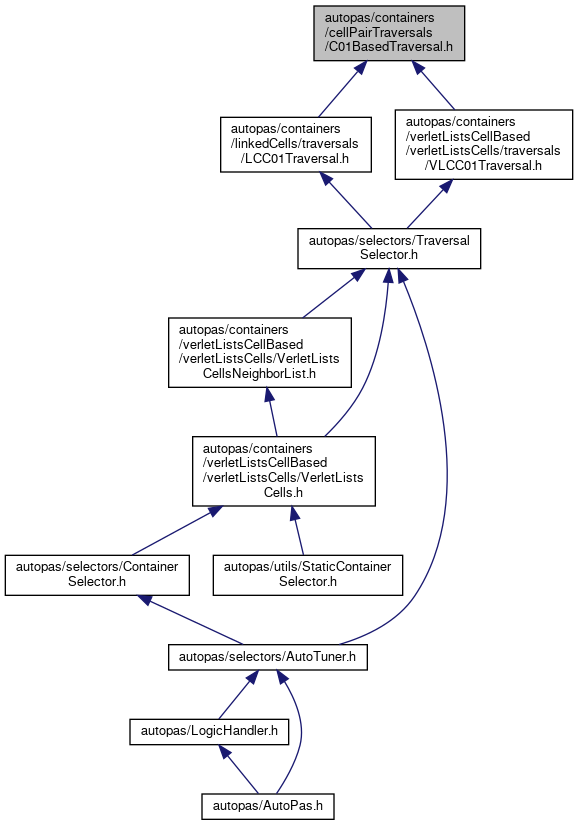 autopas/containers
/cellPairTraversals
/C01BasedTraversal.h
autopas/containers
/linkedCells/traversals
/LCC01Traversal.h
autopas/containers
/verletListsCellBased
/verletListsCells/traversals
/VLCC01Traversal.h
autopas/selectors/Traversal
Selector.h
autopas/containers
/verletListsCellBased
/verletListsCells/VerletLists
CellsNeighborList.h
autopas/containers
/verletListsCellBased
/verletListsCells/VerletLists
Cells.h
autopas/selectors/Container
Selector.h
autopas/utils/StaticContainer
Selector.h
autopas/selectors/AutoTuner.h
autopas/LogicHandler.h
autopas/AutoPas.h